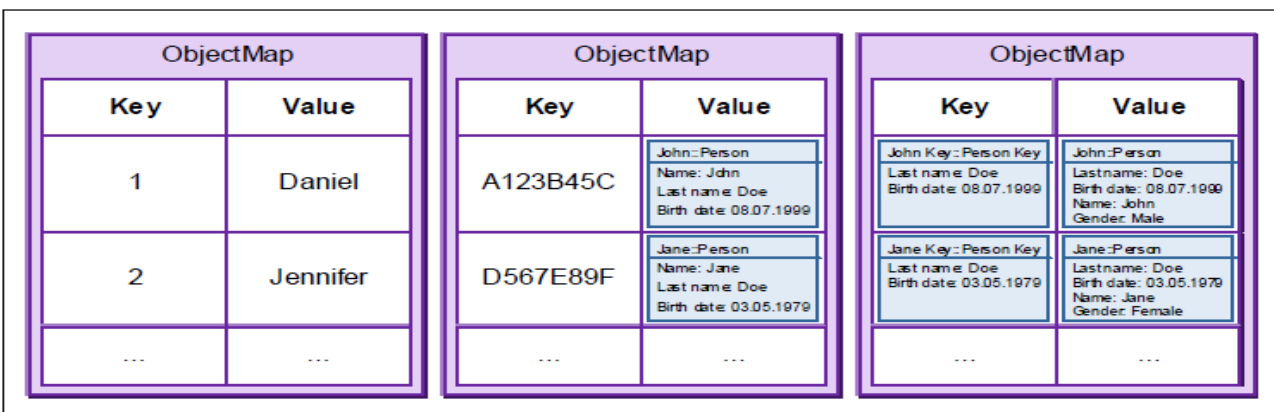 ObjectMap
Key Value
1 Daniel
2 Jennifer
... ...
ObjectMap
Key Value
A123B45C
John::Person
Name: John
Last name: Doe
Birth date: 08.07.1999
D567E89F
Jane::Person
Name: Jane
Last name: Doe
Birth date: 03.05.1979
... ...
ObjectMap
Key Value
John Key::Person Key
Last name: Doe
Birth date: 08.07.1999
John::Person
Lastname: Doe
Birth date: 08.07.1999
Name: John
Gender: Male
Jane Key::Person Key
Last name: Doe
Birth date: 03.05.1979
Jane::Person
Lastname: Doe
Birth date: 03.05.1979
Name: Jane
Gender: Female
... ...